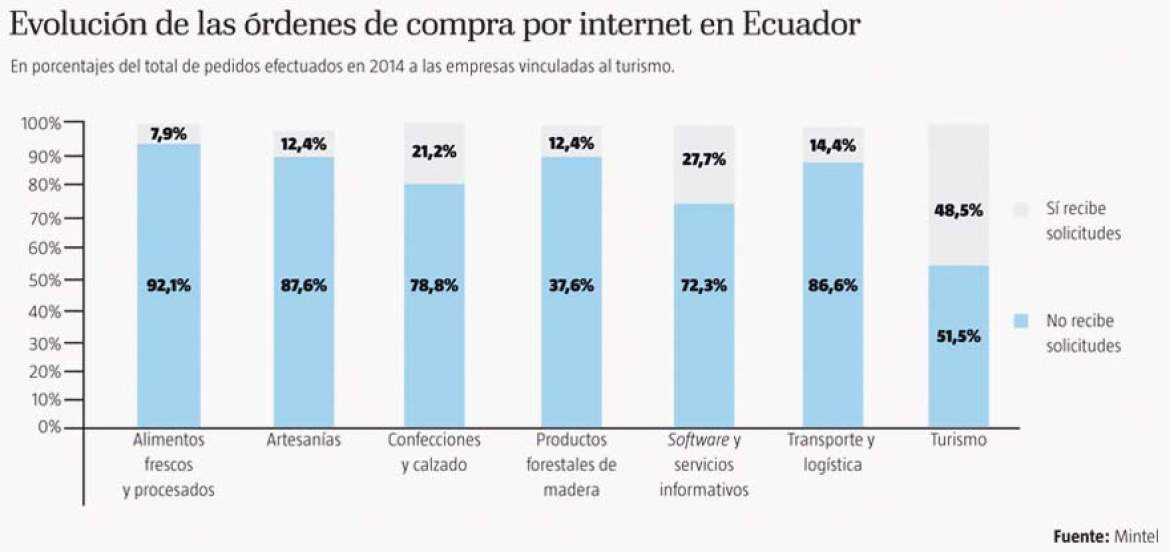 Evolución de las órdenes de compra por internet en Ecuador
En porcentajes del total de pedidos efectuados en 2014 a las empresas vinculadas al turismo.
100%
90%
80%
70%
60%
50%
40%
30%
20%
10%
0%
7,9%
12,4%
21,2%
12,4%
27,7%
14,4%
48,5%
92,1%
87,6%
78,8%
37,6%
72,3%
86,6%
51,5%
Sí recibe
solicitudes
No recibe
solicitudes
Alimentos
frescos
y procesados
Artesanías
Confecciones
y calzado
Productos
forestales de
madera
Software y
servicios
informativos
Transporte y
logística
Turismo
Fuente: Mintel